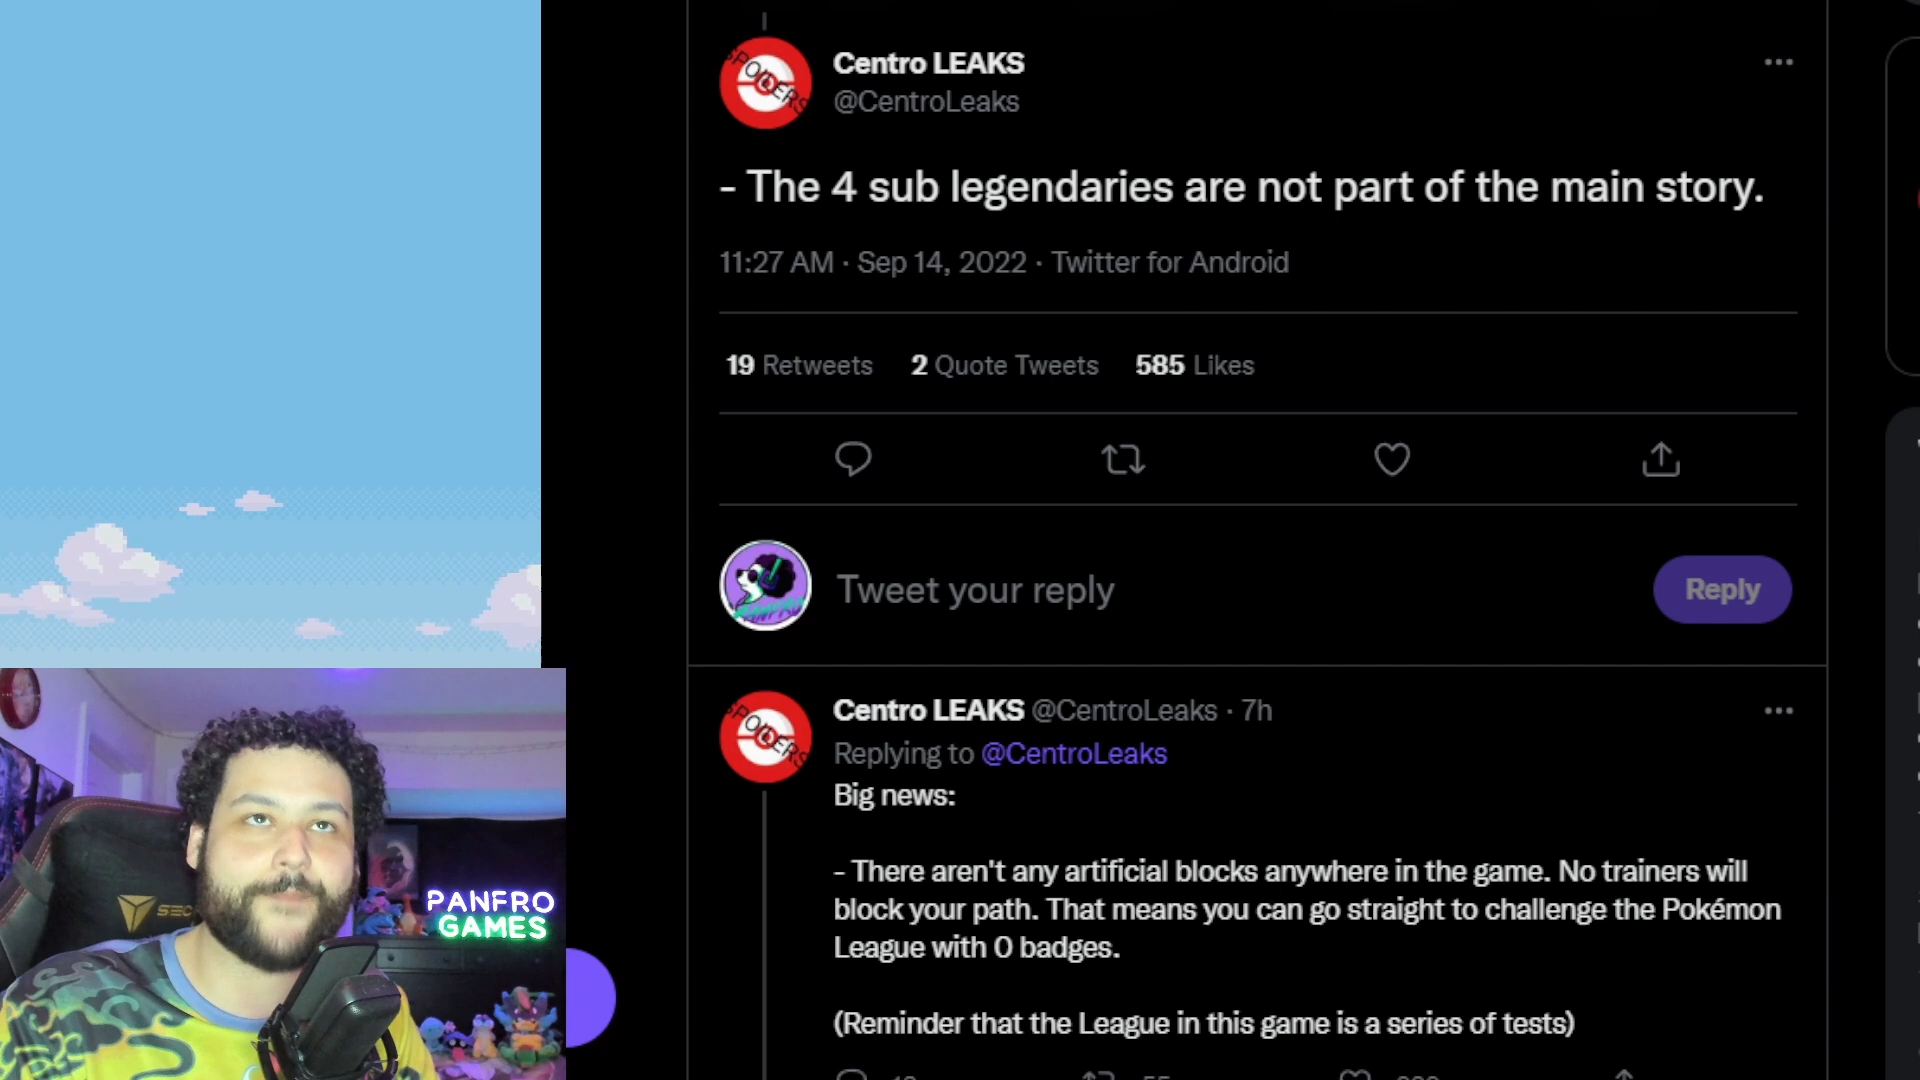 Centro LEAKS
@CentroLeaks
SPOILERS
- The 4 sub legendaries are not part of the main story.
11:27 AM · Sep 14, 2022 · Twitter for Android
19 Retweets 2 Quote Tweets 585 Likes
Tweet your reply
Reply
Centro LEAKS @CentroLeaks · 7h
SPOILERS
Replying to @CentroLeaks
Big news:
- There aren't any artificial blocks anywhere in the game. No trainers will
block your path. That means you can go straight to challenge the Pokémon
League with 0 badges.
(Reminder that the League in this game is a series of tests)
PANFRO
GAMES